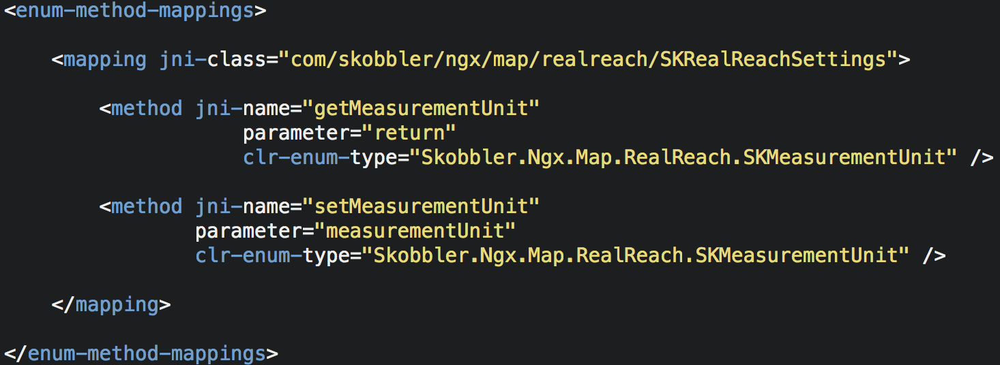 <enum-method-mappings>
<mapping jni-class="com/skobbler/ngx/map/realreach/SKRealReachSettings">
<method jni-name="getMeasurementUnit"
parameter="return"
clr-enum-type="Skobbler.Ngx.Map.RealReach.SKMeasurementUnit" />
<method jni-name="setMeasurementUnit"
parameter="measurementUnit"
clr-enum-type="Skobbler.Ngx.Map.RealReach.SKMeasurementUnit" />
</mapping>
</enum-method-mappings>